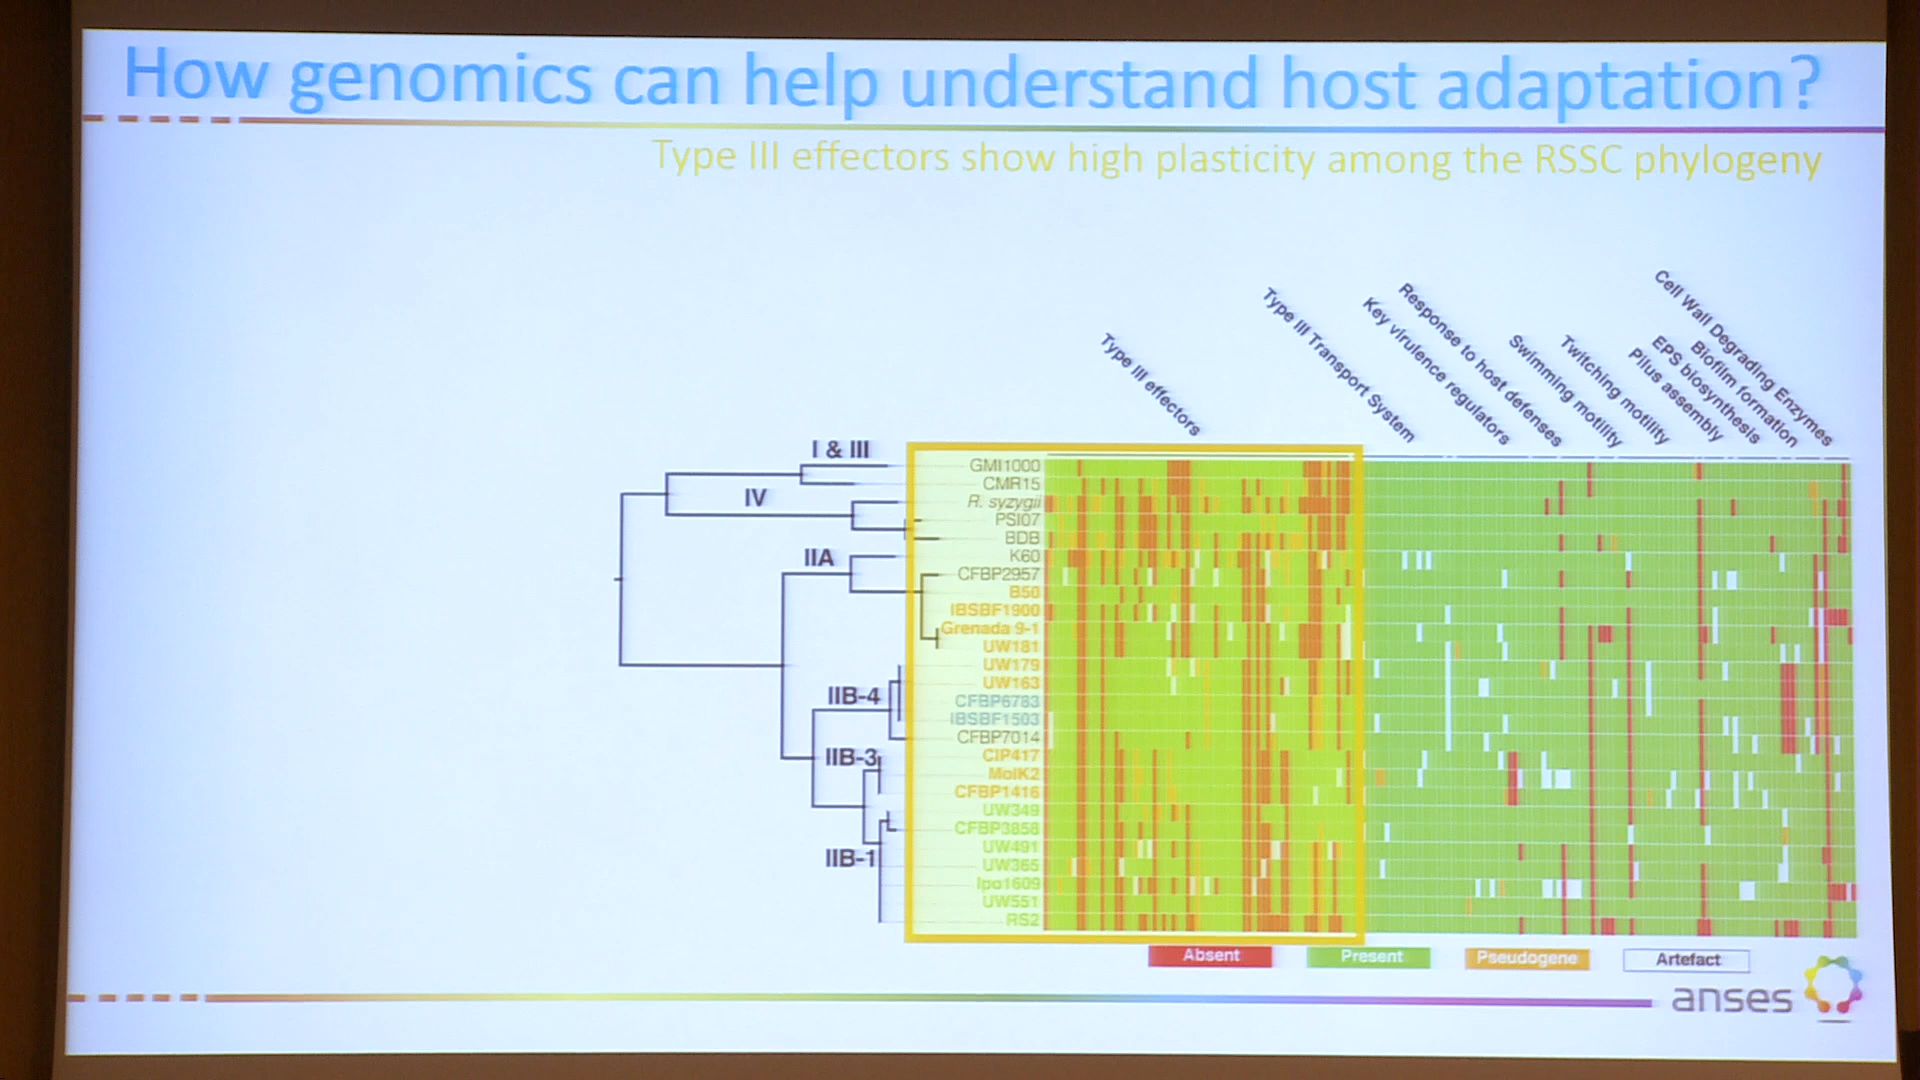 How genomics can help understand host adaptation?
Type III effectors show high plasticity among the RSSC phylogeny
Type III effectors
Type III Transport System
Key virulence regulators
Response to host defenses
Swimming motility
Twitching motility
Pilus assembly
EPS biosynthesis
Biofilm formation
Cell Wall Degrading Enzymes
I & III
IV
IIA
IIB-4
IIB-3
IIB-1
GMI1000
CMR15
R. syzygii
PSI07
BDB
K60
CFBP2957
B50
IBSBF1900
Grenada 9-1
UW181
UW179
UW163
CFBP6783
IBSBF1503
CFBP7014
CIP417
MolK2
CFBP1416
UW349
CFBP3858
UW491
UW365
Ipo1609
UW551
RS2
Absent
Present
Pseudogene
Artefact
anses